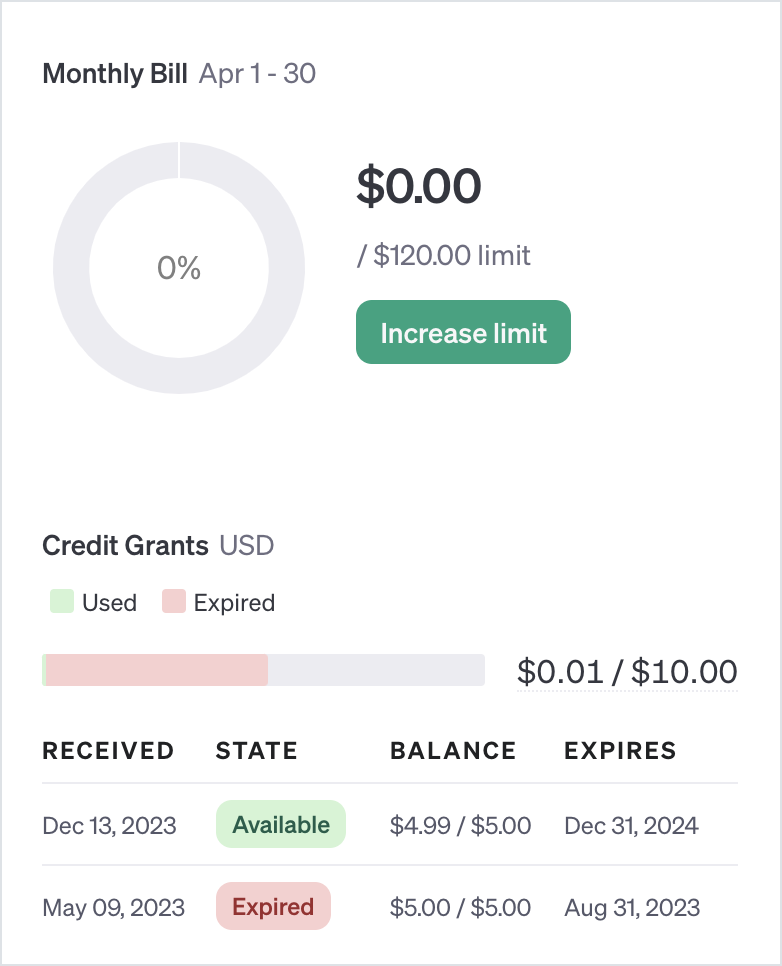 Monthly Bill Apr 1 - 30
0%
$0.00
/ $120.00 limit
Increase limit
Credit Grants USD
Used Expired
$0.01 / $10.00
RECEIVED STATE BALANCE EXPIRES
Dec 13, 2023 Available $4.99 / $5.00 Dec 31, 2024
May 09, 2023 Expired $5.00 / $5.00 Aug 31, 2023